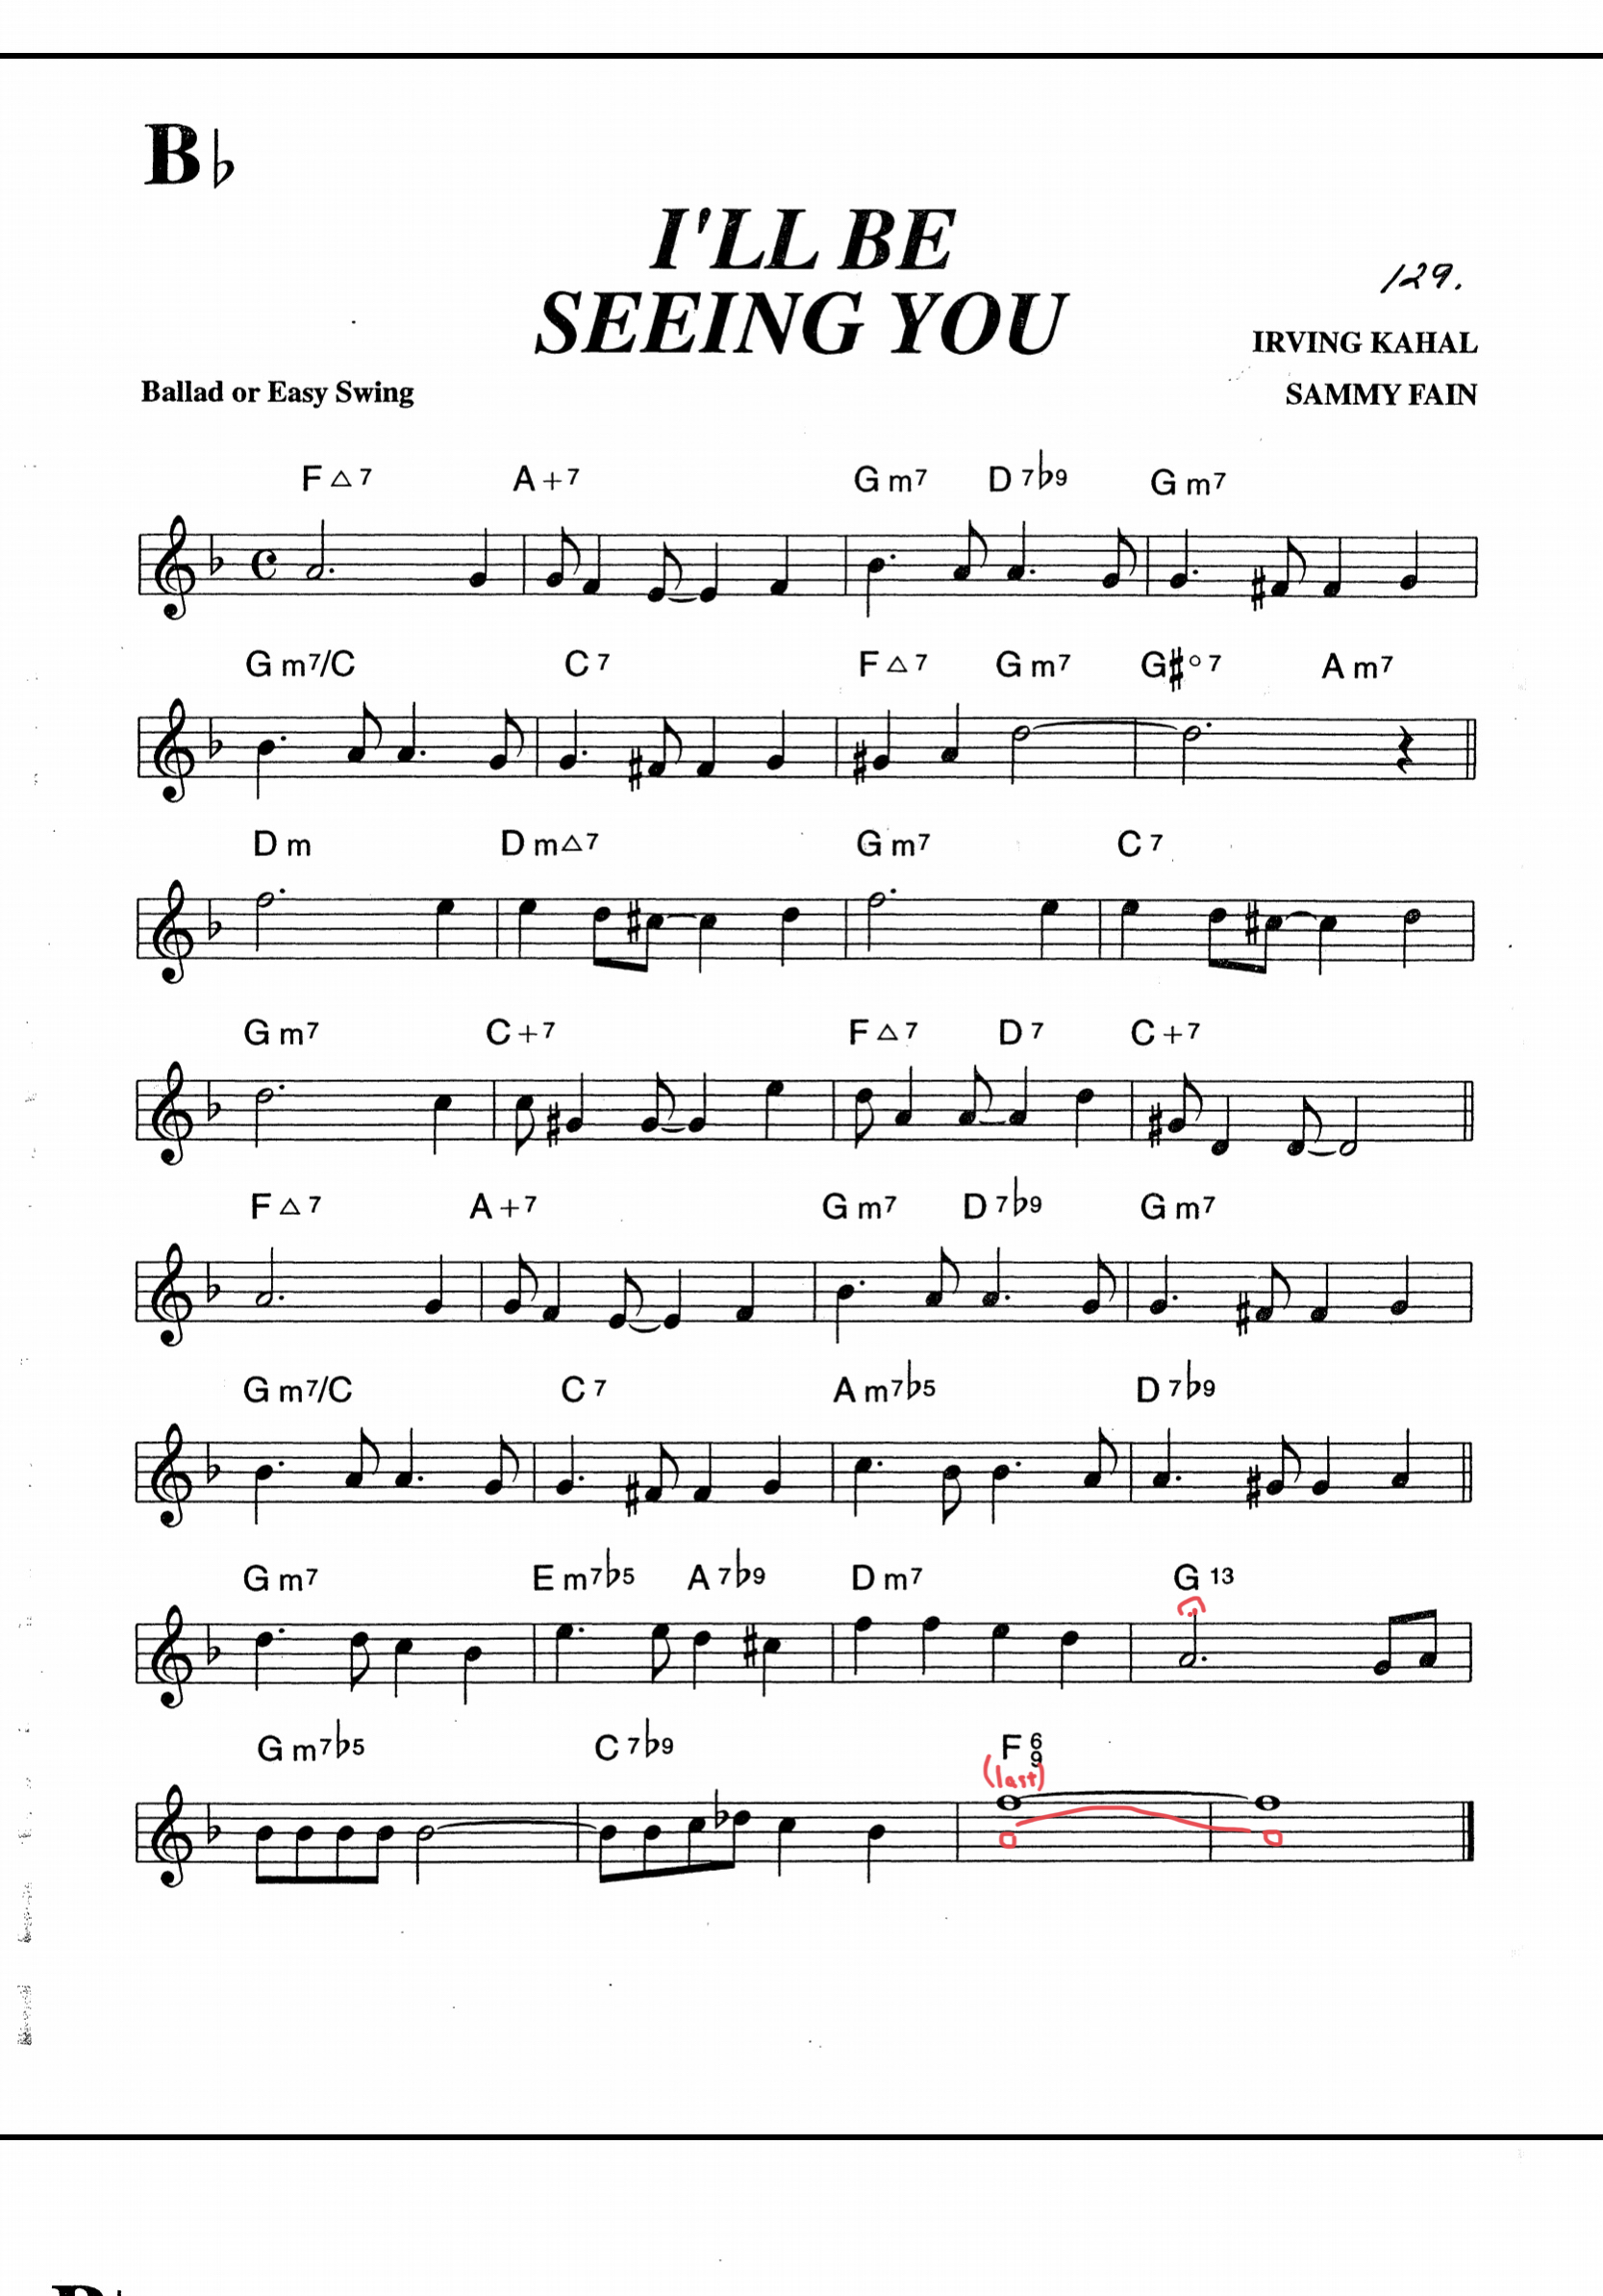 B♭
I'LL BE
SEEING YOU
129.
IRVING KAHAL
Ballad or Easy Swing
SAMMY FAIN
F△7 A+7 Gm7 D7♭9 Gm7
Gm7/C C7 F△7 Gm7 G#°7 Am7
Dm Dm△7 Gm7 C7
Gm7 C+7 F△7 D7 C+7
F△7 A+7 Gm7 D7♭9 Gm7
Gm7/C C7 Am7♭5 D7♭9
Gm7 Em7♭5 A7♭9 Dm7 G13
Gm7♭5 C7♭9 F6 9
(last)